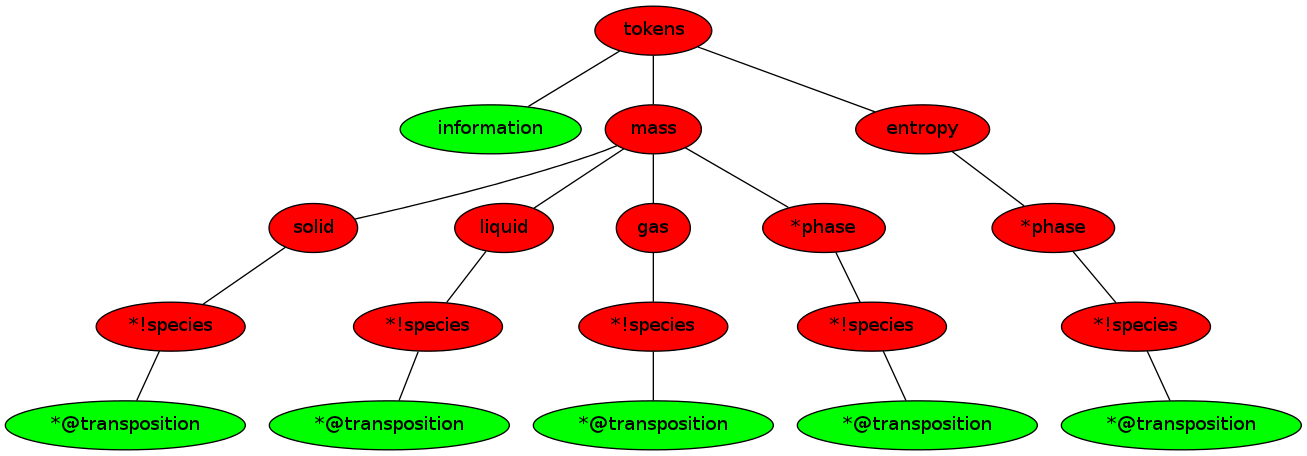 tokens
information
mass
entropy
solid
liquid
gas
*phase
*phase
*!species
*!species
*!species
*!species
*!species
*@transposition
*@transposition
*@transposition
*@transposition
*@transposition